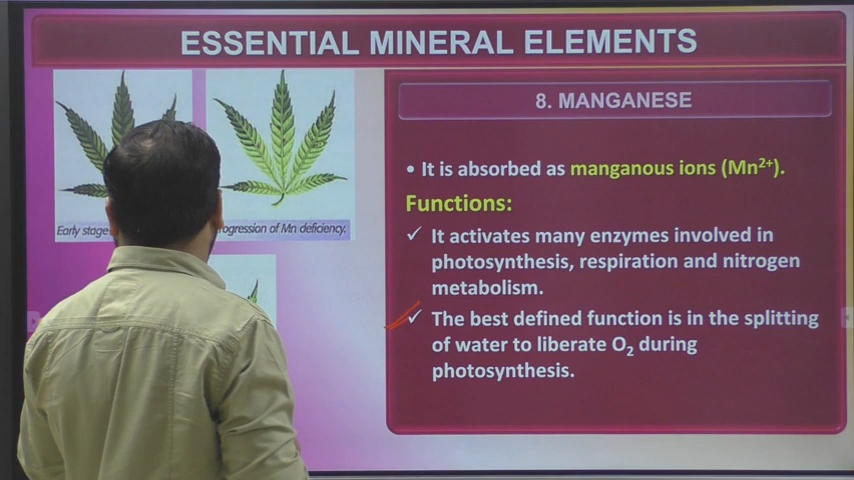 ESSENTIAL MINERAL ELEMENTS
Early stage
rogression of Mn deficiency.
8. MANGANESE
• It is absorbed as manganous ions (Mn²⁺).
Functions:
✓ It activates many enzymes involved in
photosynthesis, respiration and nitrogen
metabolism.
✓ The best defined function is in the splitting
of water to liberate O₂ during
photosynthesis.